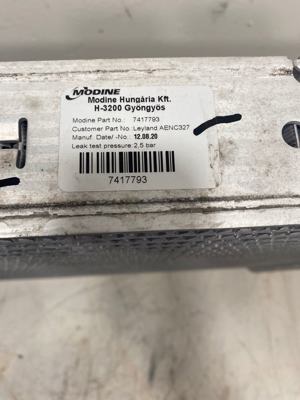 MODINE
Modine Hungária Kft.
H-3200 Gyöngyös
Modine Part No.: 7417793
Customer Part No.: Leyland AENC327
Manuf. Date/ -No.: 12.08.20
Leak test pressure: 2,5 bar
7417793